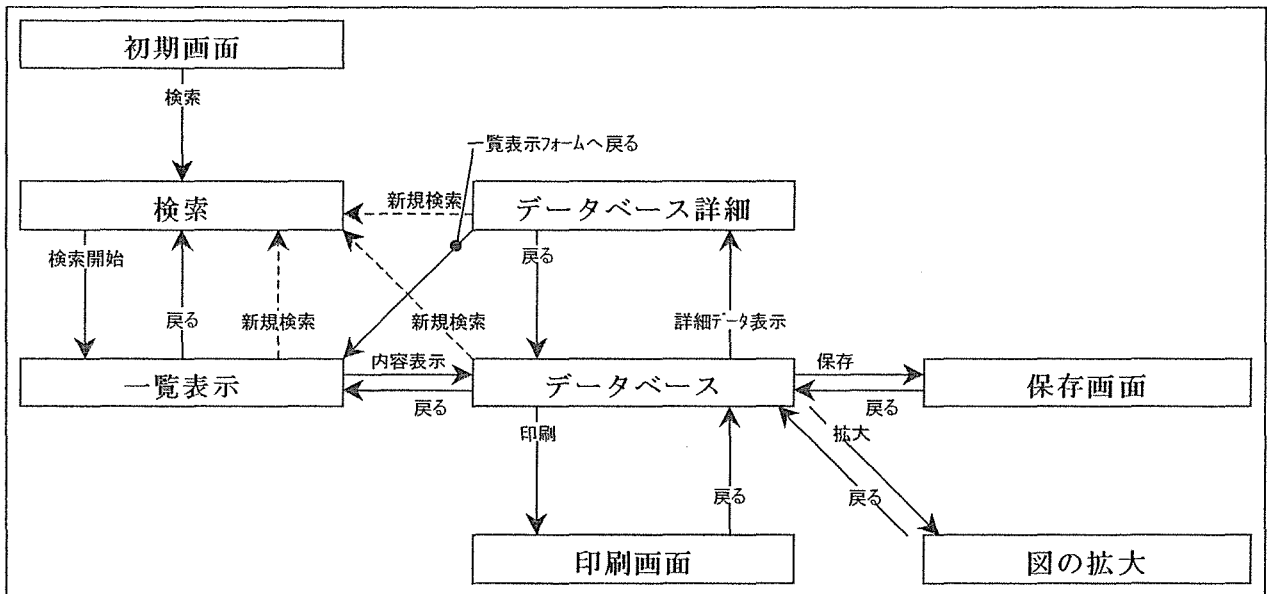 初期画面
検索
一覧表示フォームへ戻る
検索
新規検索
データベース詳細
検索開始
戻る
戻る
新規検索
新規検索
詳細データ表示
一覧表示
内容表示
戻る
データベース
保存
戻る
保存画面
印刷
拡大
戻る
戻る
印刷画面
図の拡大